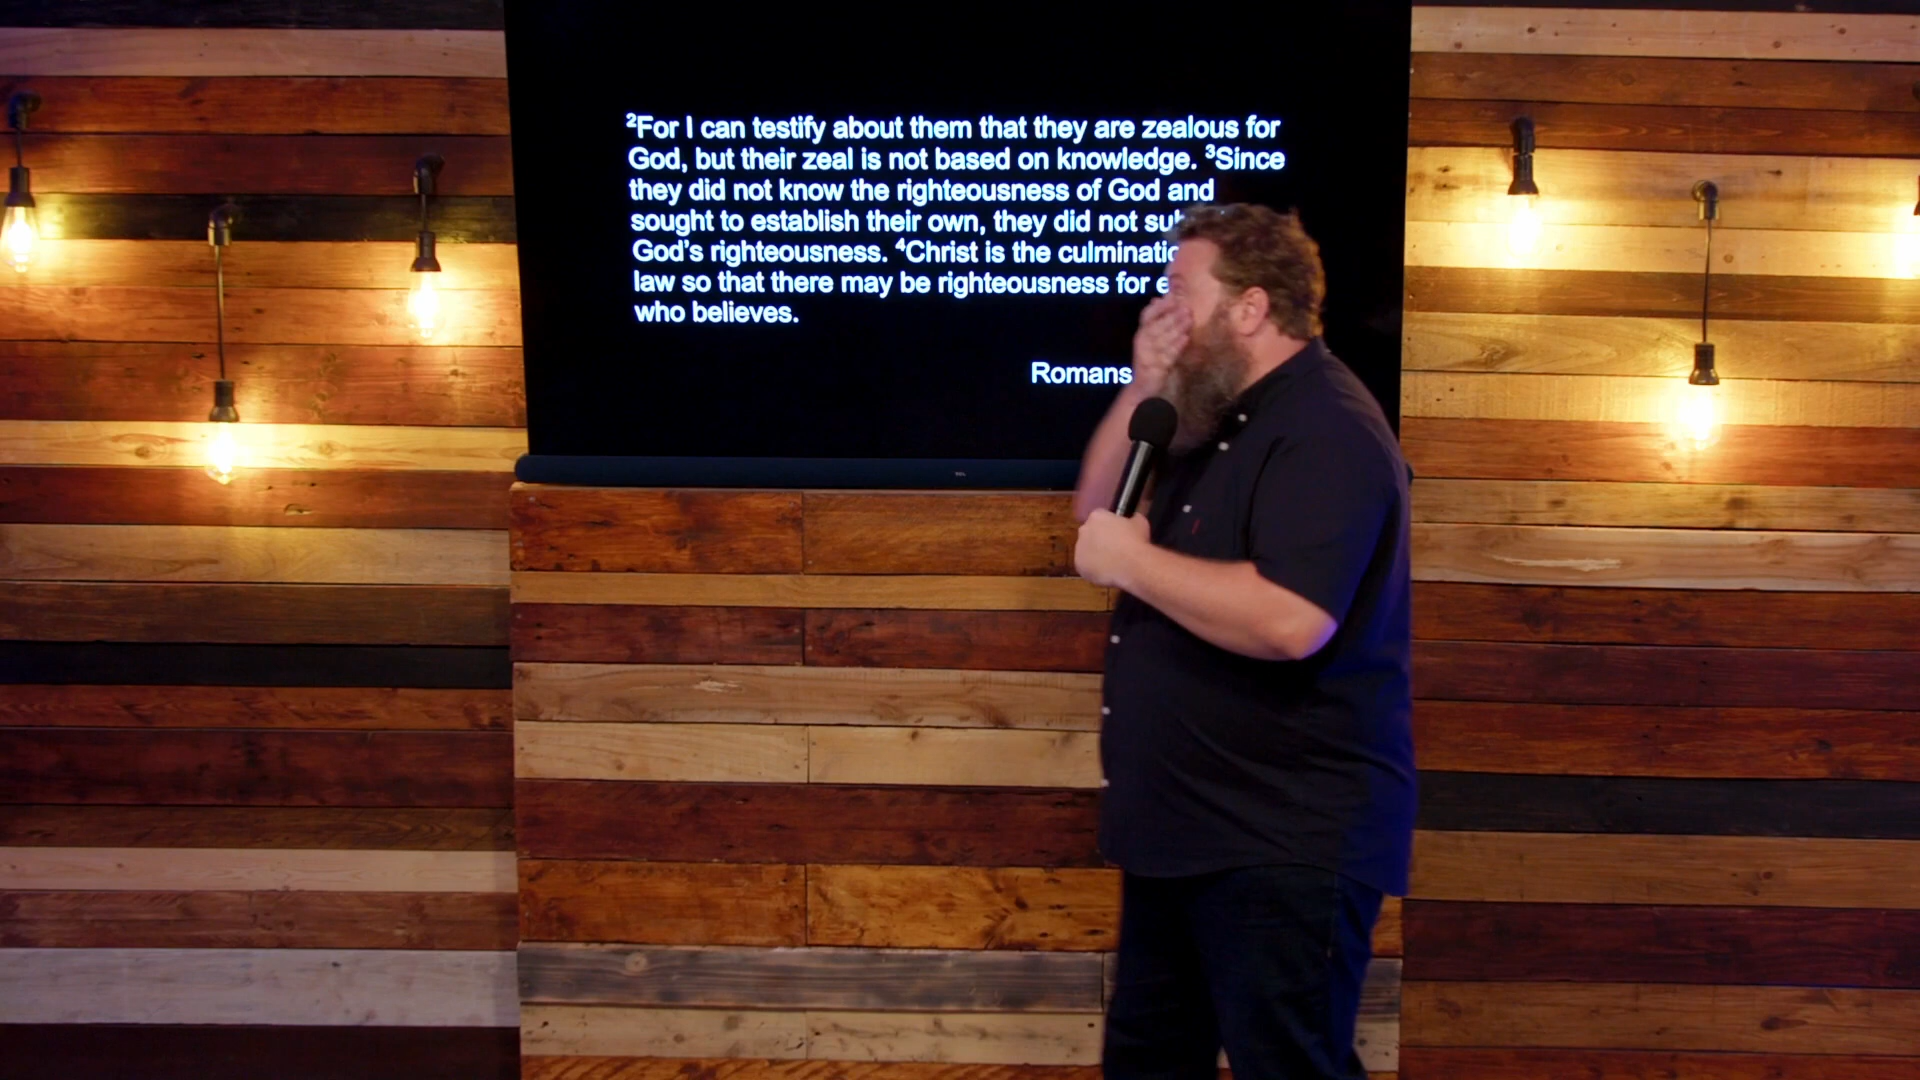 ²For I can testify about them that they are zealous for
God, but their zeal is not based on knowledge. ³Since
they did not know the righteousness of God and
sought to establish their own, they did not
God's righteousness. ⁴Christ is the
law so that there may be righteousness for
who believes.
Romans
TCL